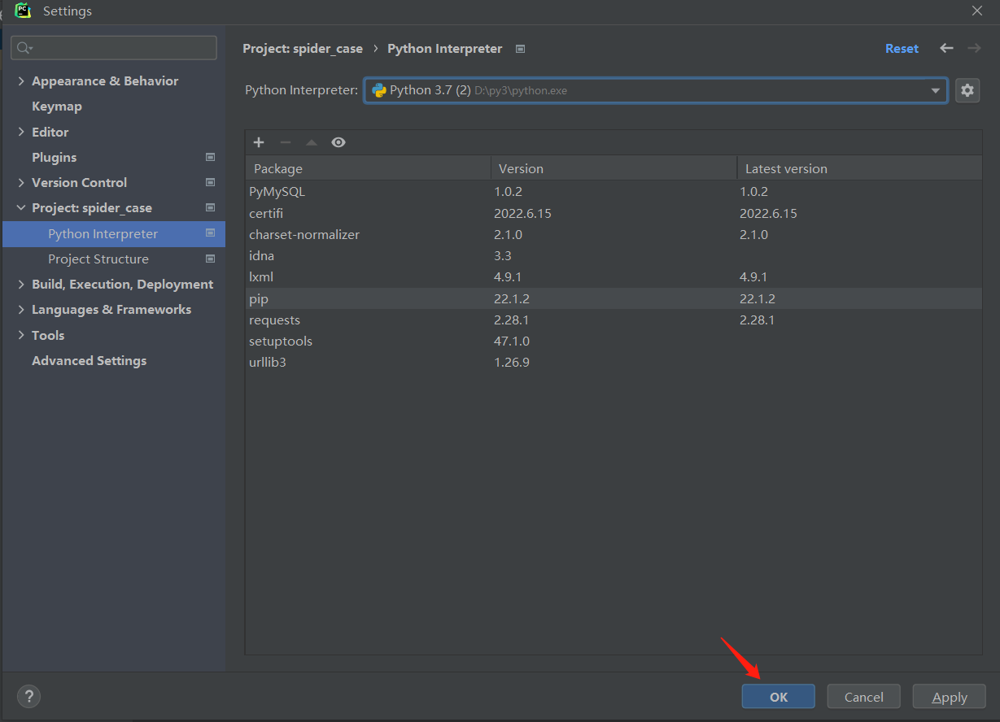 PC Settings
Project: spider_case › Python Interpreter Reset
Appearance & Behavior
Keymap
Editor
Plugins
Version Control
Project: spider_case
Python Interpreter
Project Structure
Build, Execution, Deployment
Languages & Frameworks
Tools
Advanced Settings
Python Interpreter: Python 3.7 (2) D:\py3\python.exe
Package Version Latest version
PyMySQL 1.0.2 1.0.2
certifi 2022.6.15 2022.6.15
charset-normalizer 2.1.0 2.1.0
idna 3.3
lxml 4.9.1 4.9.1
pip 22.1.2 22.1.2
requests 2.28.1 2.28.1
setuptools 47.1.0
urllib3 1.26.9
? OK Cancel Apply